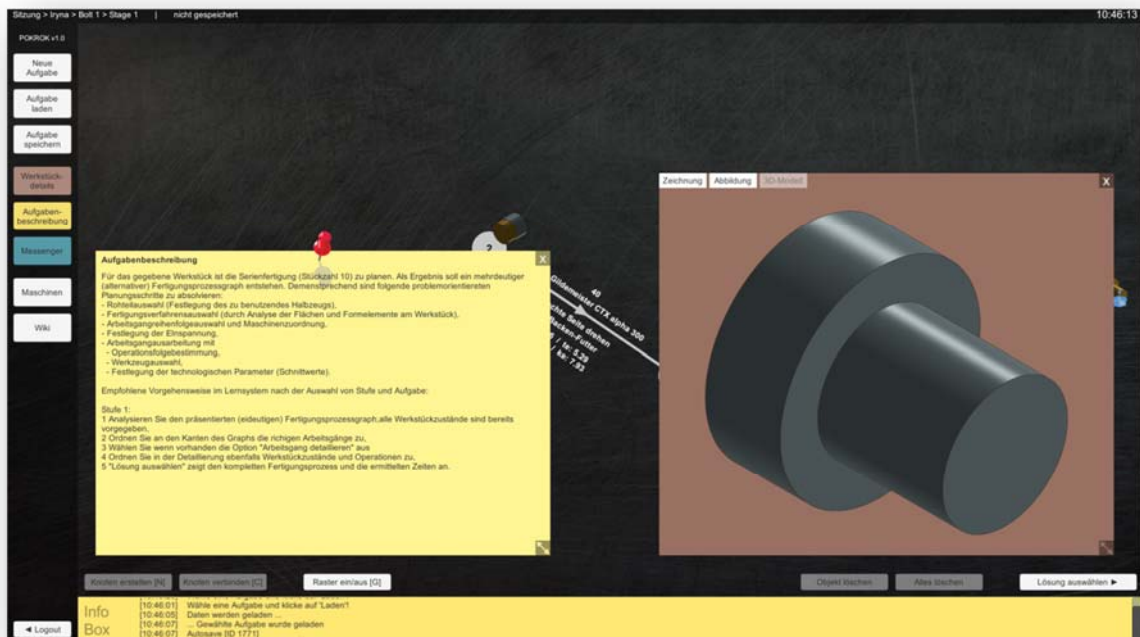 Sitzung > Iryna > Bolt 1 > Stage 1 | nicht gespeichert
10:46:13
POKROK v1.0
Neue
Aufgabe
Aufgabe
laden
Aufgabe
speichern
Werkstück-
details
Aufgaben-
beschreibung
Messenger
Maschinen
Wiki
2
40
Gildemeister CTX alpha 300
chte Seite drehen
Backen-Futter
/ te: 5.29
/ ks: 7.93
Aufgabenbeschreibung
X
Für das gegebene Werkstück ist die Serienfertigung (Stückzahl 10) zu planen. Als Ergebnis soll ein mehrdeutiger
(alternativer) Fertigungsprozessgraph entstehen. Dementsprechend sind folgende problemorientiereten
Planungsschritte zu absolvieren:
- Rohteilauswahl (Festlegung des zu benutzendes Halbzeugs),
- Fertigungsverfahrensauswahl (durch Analyse der Flächen und Formelemente am Werkstück),
- Arbeitsgangreihenfolgeauswahl und Maschinenzuordnung,
- Festlegung der EInspannung,
- Arbeitsgangausarbeitung mit
- Operationsfolgebestimmung,
- Werkzeugauswahl,
- Festlegung der technologischen Parameter (Schnittwerte).
Empfohlene Vorgehensweise im Lernsystem nach der Auswahl von Stufe und Aufgabe:
Stufe 1:
1 Analysieren Sie den präsentierten (eideutigen) Fertigungsprozessgraph,alle Werkstückzustände sind bereits
vorgegeben,
2 Ordnen Sie an den Kanten des Graphs die richigen Arbeitsgänge zu,
3 Wählen Sie wenn vorhanden die Option "Arbeitsgang detaillieren" aus
4 Ordnen Sie in der Detaillierung ebenfalls Werkstückzustände und Operationen zu,
5 "Lösung auswählen" zeigt den kompletten Fertigungsprozess und die ermittelten Zeiten an.
Zeichnung
Abbildung
3D-Modell
X
Knoten erstellen [N]
Knoten verbinden [C]
Raster ein/aus [G]
Objekt löschen
Alles löschen
Lösung auswählen ►
◄ Logout
Info
Box
[10:46:01] Wähle eine Aufgabe und klicke auf 'Laden'!
[10:46:05] Daten werden geladen ...
[10:46:07] ... Gewählte Aufgabe wurde geladen
[10:46:07] Autosave [ID 1771]